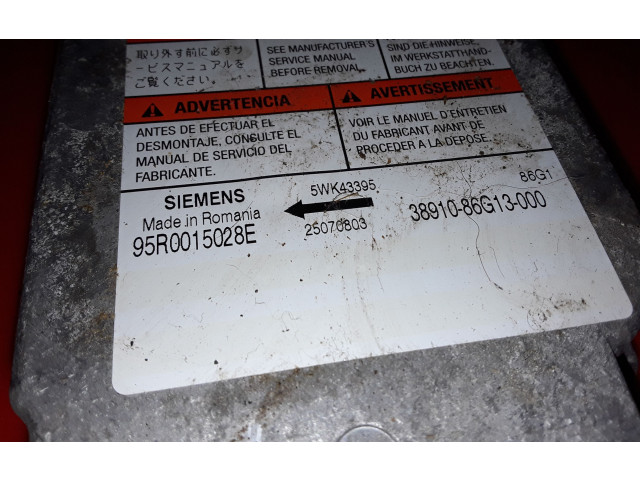 取り外す前に必ずサ
ービスマニュアルを
ご覧ください。
SEE MANUFACTURER'S
SERVICE MANUAL
BEFORE REMOVAL.
SIND DIE HINWEISE,
IM WERKSTATTHAND-
BUCH ZU BEACHTEN.
ADVERTENCIA
AVERTISSEMENT
ANTES DE EFECTUAR EL
DESMONTAJE, CONSULTE EL
MANUAL DE SERVICIO DEL
FABRICANTE.
VOIR LE MANUEL D'ENTRETIEN
DU FABRICANT AVANT DE
PROCEDER A LA DEPOSE.
SIEMENS
5WK43395
86G1
Made in Romania
38910-86G13-000
95R0015028E
25070803